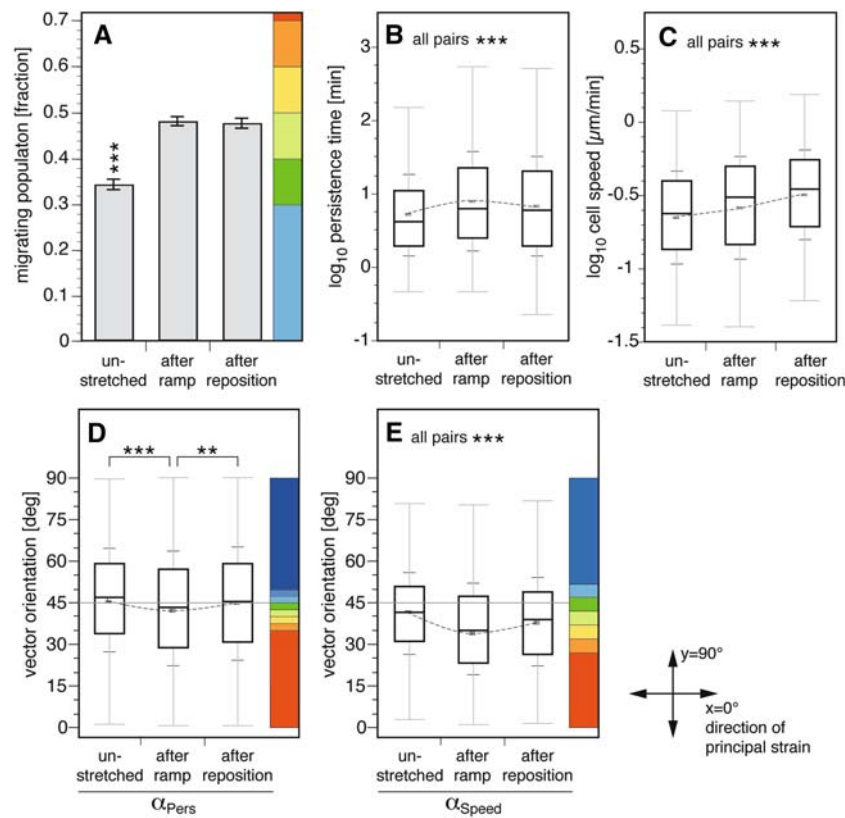 A
migrating populaton [fraction]
0.7
0.6
0.5
0.4
0.3
0.2
0.1
0
***
un-
stretched
after
ramp
after
reposition
B
all pairs ***
log10 persistence time [min]
3
2
1
0
-1
un-
stretched
after
ramp
after
reposition
C
all pairs ***
log10 cell speed [µm/min]
0.5
0
-0.5
-1
-1.5
un-
stretched
after
ramp
after
reposition
D
*** **
vector orientation [deg]
90
75
60
45
30
15
0
un-
stretched
after
ramp
after
reposition
αPers
E
all pairs ***
vector orientation [deg]
90
75
60
45
30
15
0
un-
stretched
after
ramp
after
reposition
αSpeed
y=90°
x=0°
direction of
principal strain